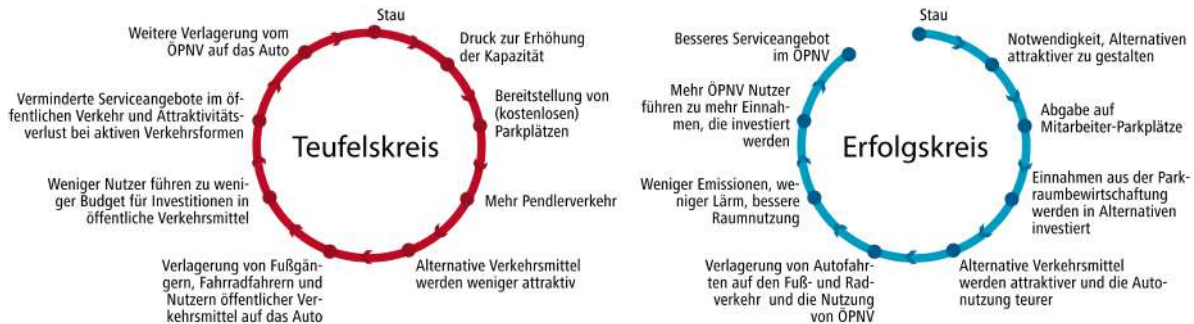 Stau
Druck zur Erhöhung
der Kapazität
Bereitstellung von
(kostenlosen)
Parkplätzen
Mehr Pendlerverkehr
Alternative Verkehrsmittel
werden weniger attraktiv
Verlagerung von Fußgän-
gern, Fahrradfahrern und
Nutzern öffentlicher Ver-
kehrsmittel auf das Auto
Weniger Nutzer führen zu weni-
ger Budget für Investitionen in
öffentliche Verkehrsmittel
Verminderte Serviceangebote im öf-
fentlichen Verkehr und Attraktivitäts-
verlust bei aktiven Verkehrsformen
Weitere Verlagerung vom
ÖPNV auf das Auto
Teufelskreis
Stau
Notwendigkeit, Alternativen
attraktiver zu gestalten
Abgabe auf
Mitarbeiter-Parkplätze
Einnahmen aus der Park-
raumbewirtschaftung
werden in Alternativen
investiert
Alternative Verkehrsmittel
werden attraktiver und die Auto-
nutzung teurer
Verlagerung von Autofahr-
ten auf den Fuß- und Rad-
verkehr und die Nutzung
von ÖPNV
Weniger Emissionen, we-
niger Lärm, bessere
Raumnutzung
Mehr ÖPNV Nutzer
führen zu mehr Einnah-
men, die investiert
werden
Besseres Serviceangebot
im ÖPNV
Erfolgskreis